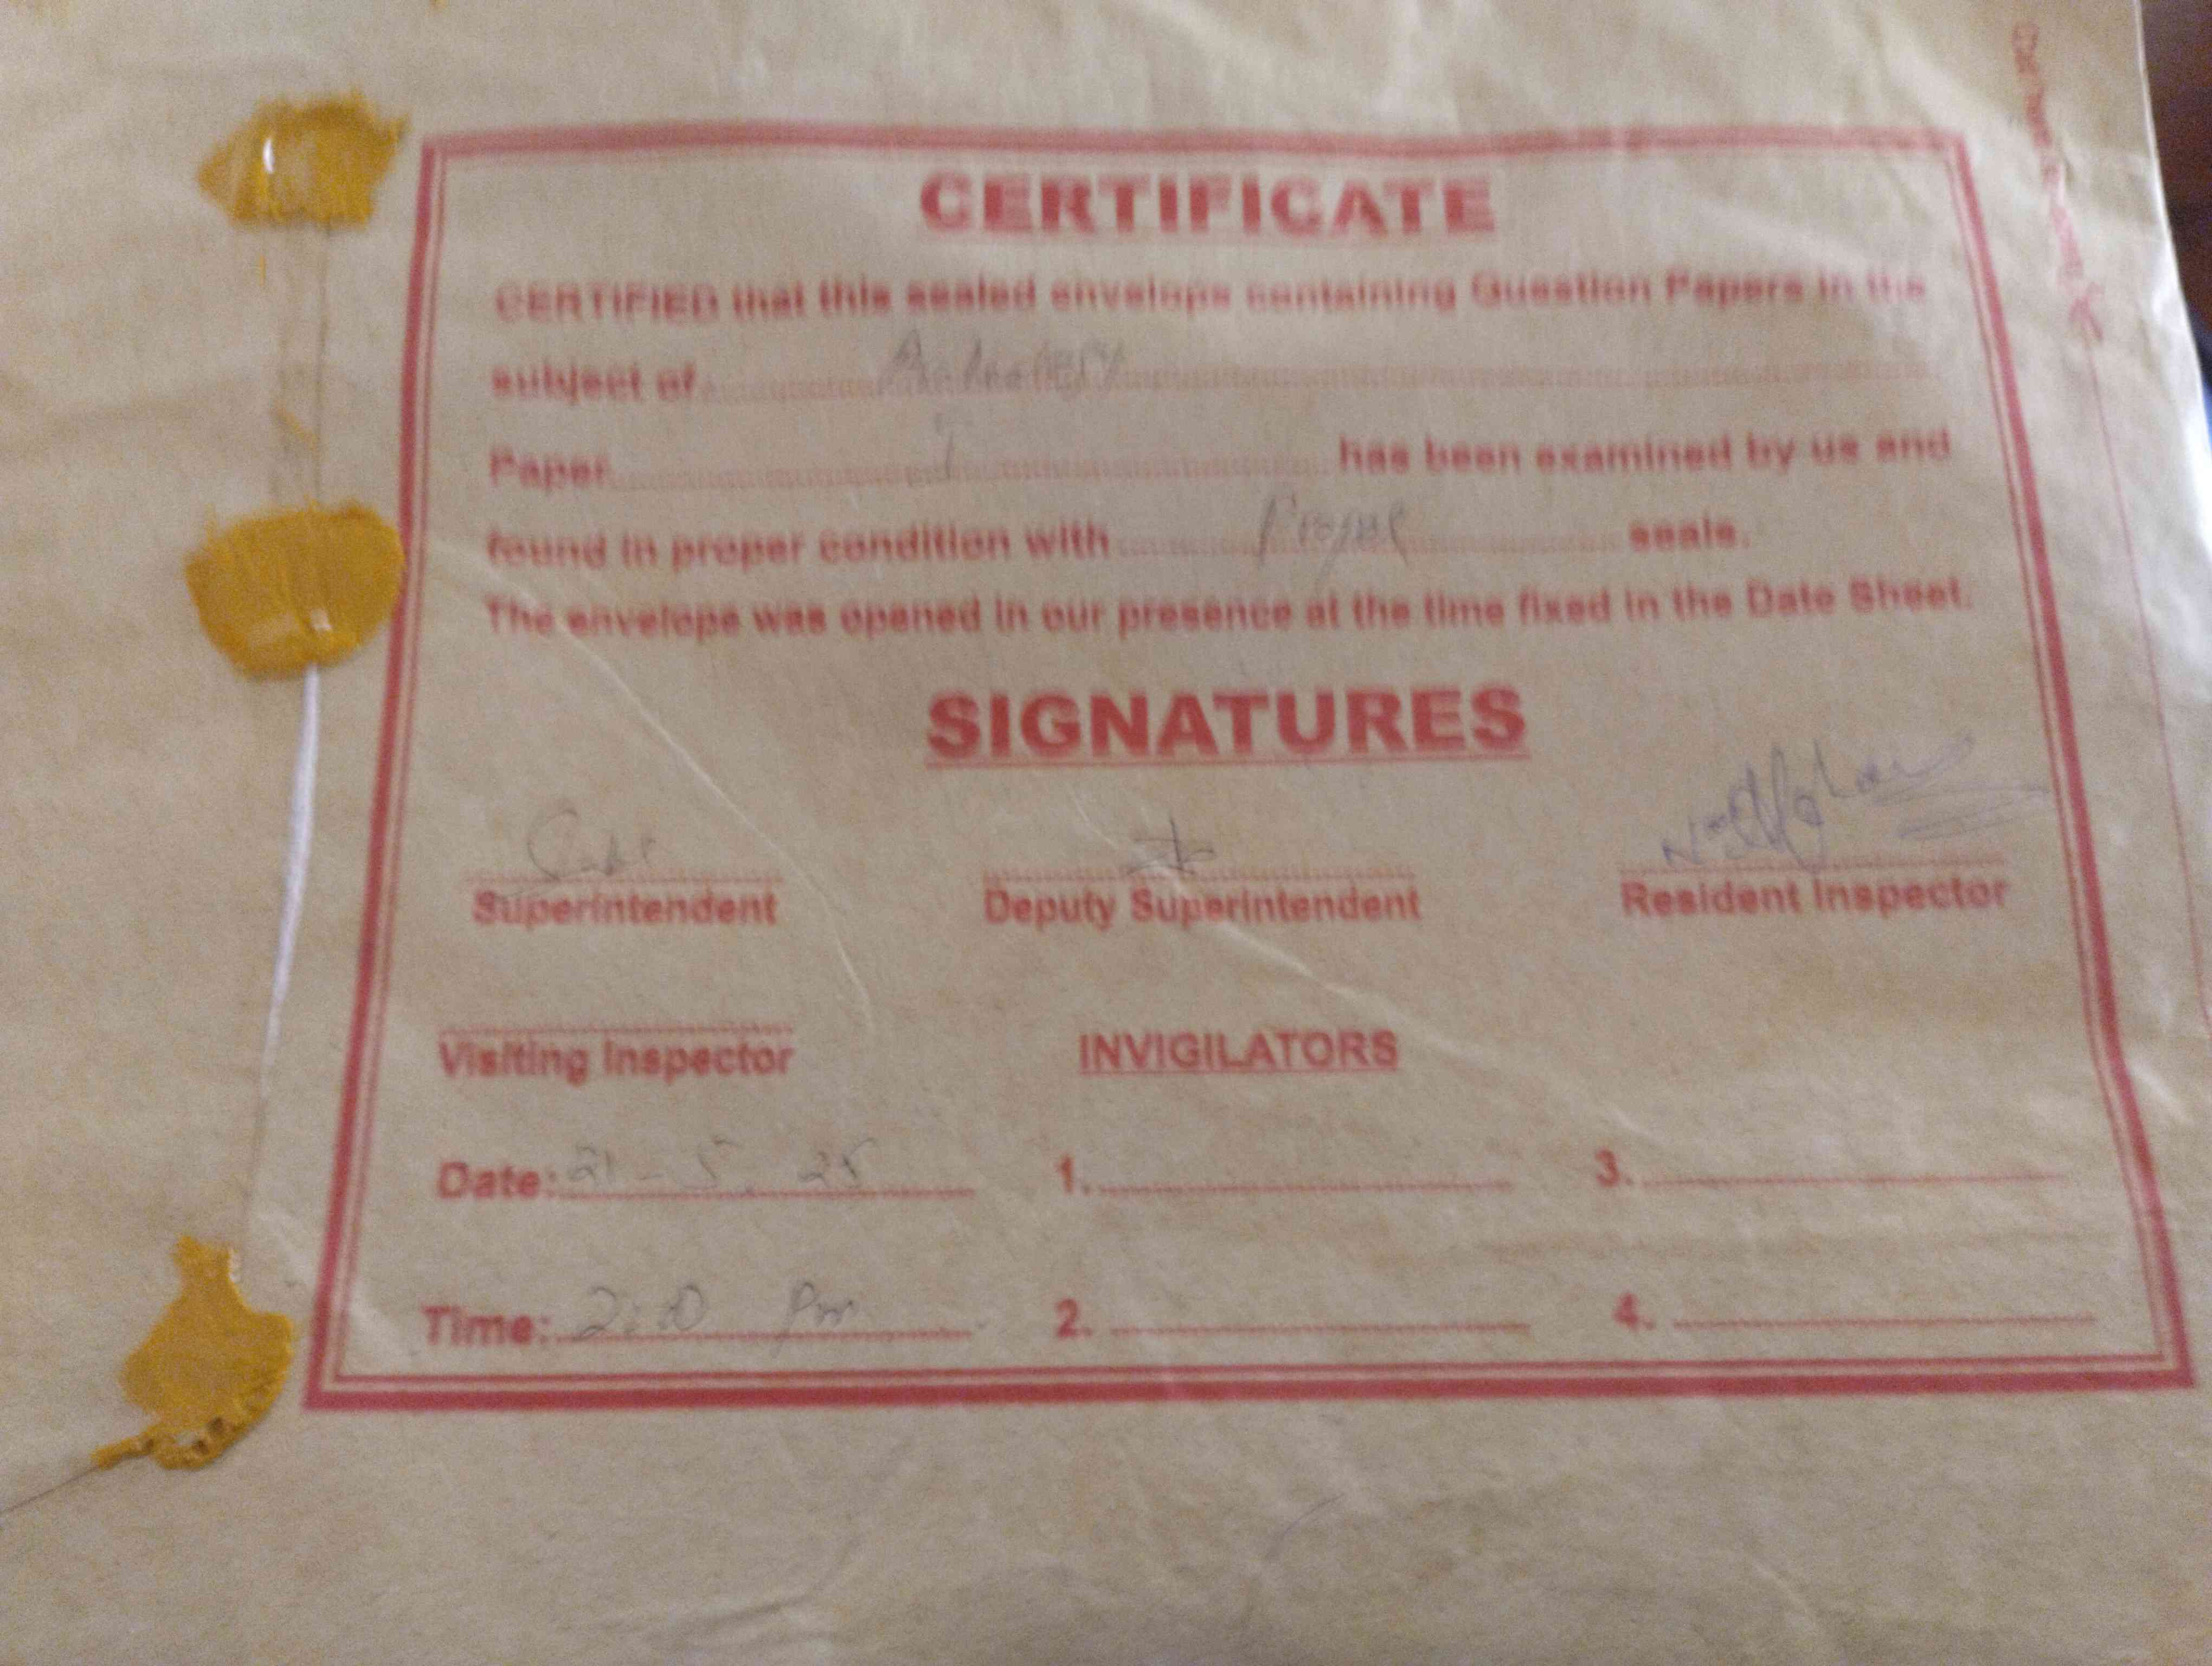 CERTIFICATE
CERTIFIED that this sealed envelope containing Question Papers in the
subject of
Paper I has been examined by us and
found in proper condition with Proper seals.
The envelope was opened in our presence at the time fixed in the Date Sheet.
SIGNATURES
Superintendent Deputy Superintendent Resident Inspector
Visiting Inspector INVIGILATORS
Date: 21-5. 25 1. 3.
Time: 2:00 Pm 2. 4.